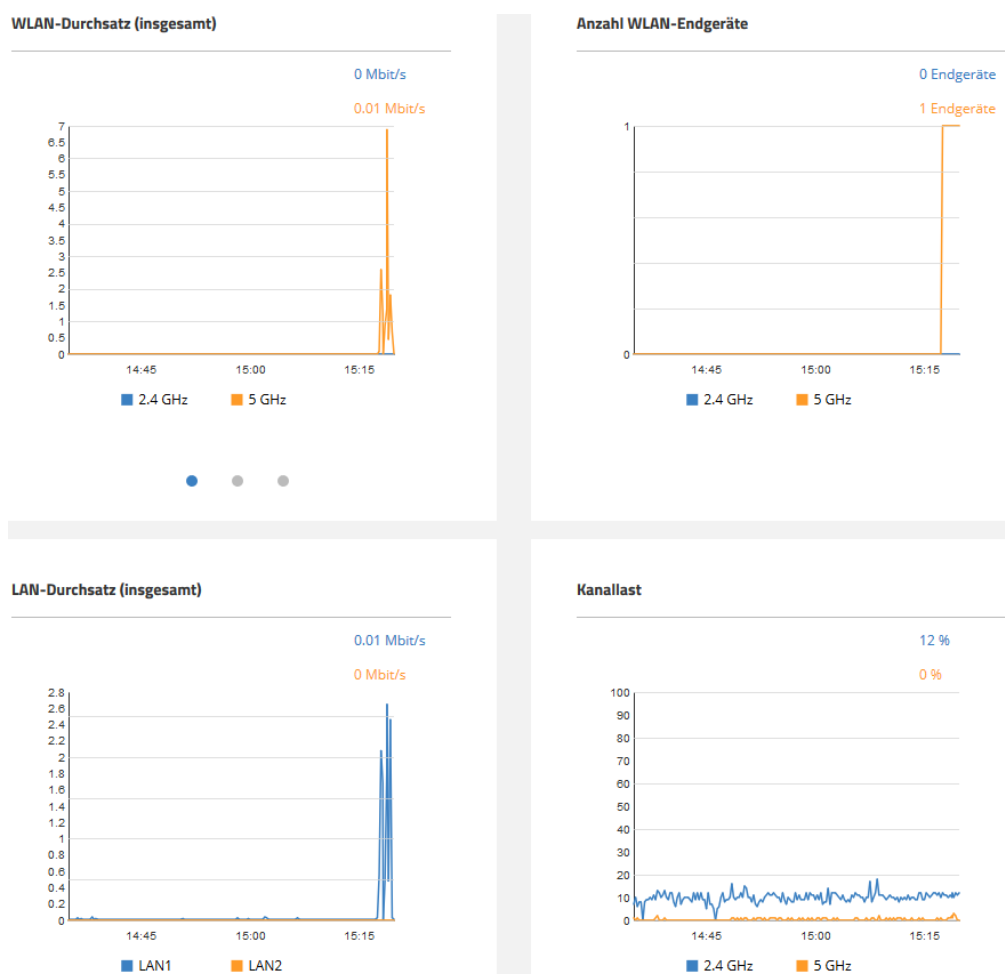 WLAN-Durchsatz (insgesamt)
0 Mbit/s
0.01 Mbit/s
7
6.5
6
5.5
5
4.5
4
3.5
3
2.5
2
1.5
1
0.5
0
14:45 15:00 15:15
2.4 GHz 5 GHz
Anzahl WLAN-Endgeräte
0 Endgeräte
1 Endgeräte
1
0
14:45 15:00 15:15
2.4 GHz 5 GHz
LAN-Durchsatz (insgesamt)
0.01 Mbit/s
0 Mbit/s
2.8
2.6
2.4
2.2
2
1.8
1.6
1.4
1.2
1
0.8
0.6
0.4
0.2
0
14:45 15:00 15:15
LAN1 LAN2
Kanallast
12 %
0 %
100
90
80
70
60
50
40
30
20
10
0
14:45 15:00 15:15
2.4 GHz 5 GHz